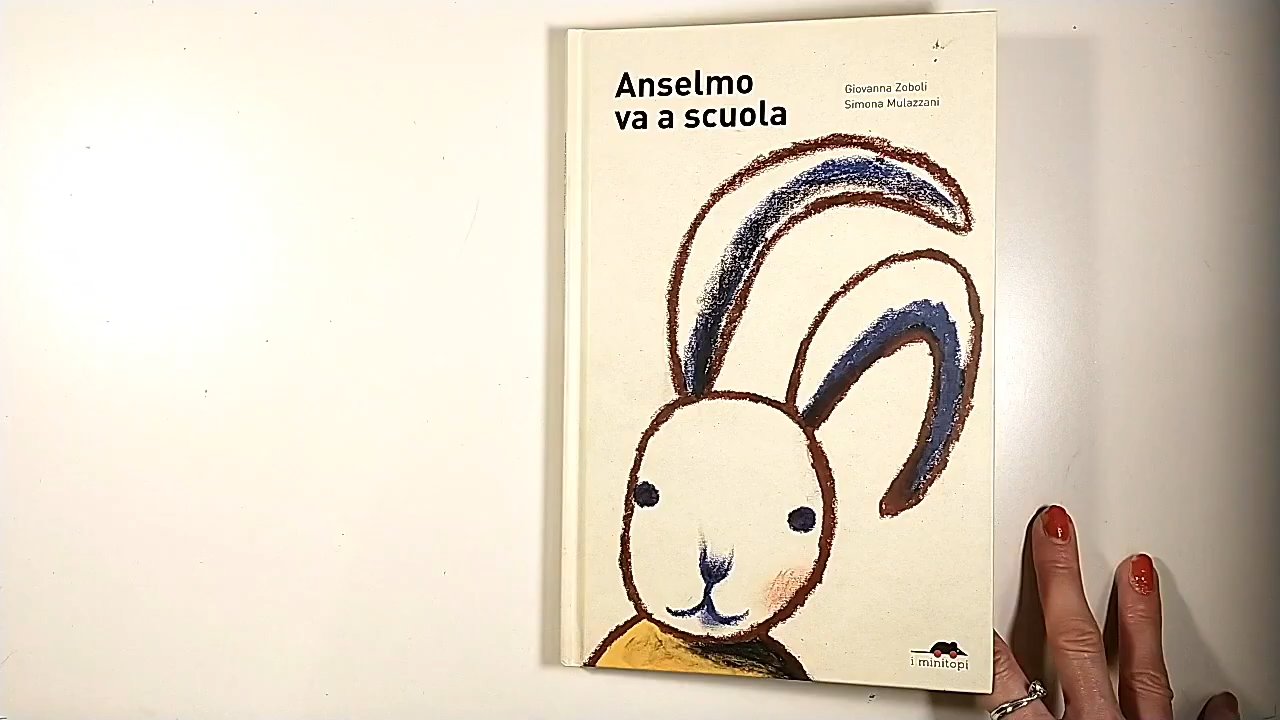 Anselmo
va a scuola
Giovanna Zoboli
Simona Mulazzani
i minitopi